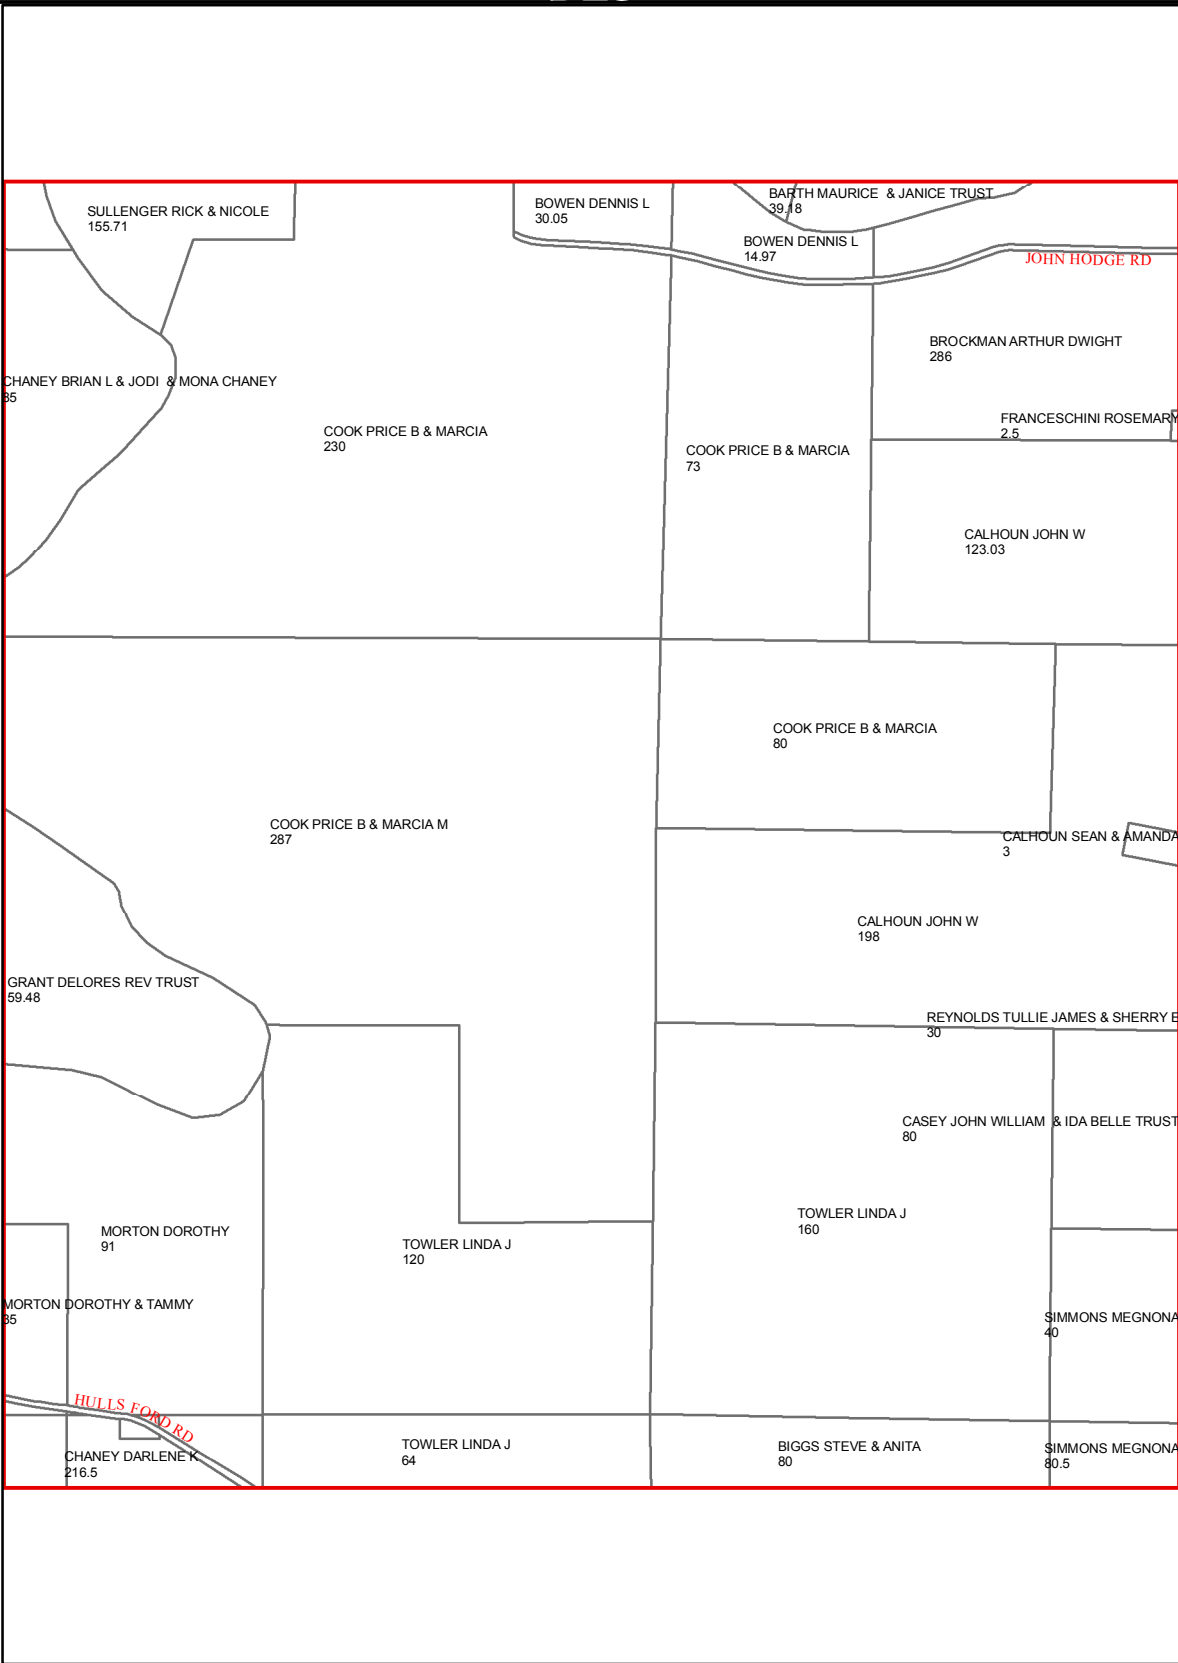 SULLENGER RICK & NICOLE
155.71
BOWEN DENNIS L
30.05
BARTH MAURICE & JANICE TRUST
39.18
BOWEN DENNIS L
14.97
JOHN HODGE RD
BROCKMAN ARTHUR DWIGHT
286
CHANEY BRIAN L & JODI & MONA CHANEY
FRANCESCHINI ROSEMARY
2.5
COOK PRICE B & MARCIA
230
COOK PRICE B & MARCIA
73
CALHOUN JOHN W
123.03
COOK PRICE B & MARCIA
80
COOK PRICE B & MARCIA M
287
CALHOUN SEAN & AMANDA
3
CALHOUN JOHN W
198
GRANT DELORES REV TRUST
59.48
REYNOLDS TULLIE JAMES & SHERRY E
30
CASEY JOHN WILLIAM & IDA BELLE TRUST
80
TOWLER LINDA J
160
MORTON DOROTHY
91
TOWLER LINDA J
120
MORTON DOROTHY & TAMMY
SIMMONS MEGNONA
40
HULLS FORD RD
CHANEY DARLENE K
216.5
TOWLER LINDA J
64
BIGGS STEVE & ANITA
80
SIMMONS MEGNONA
80.5